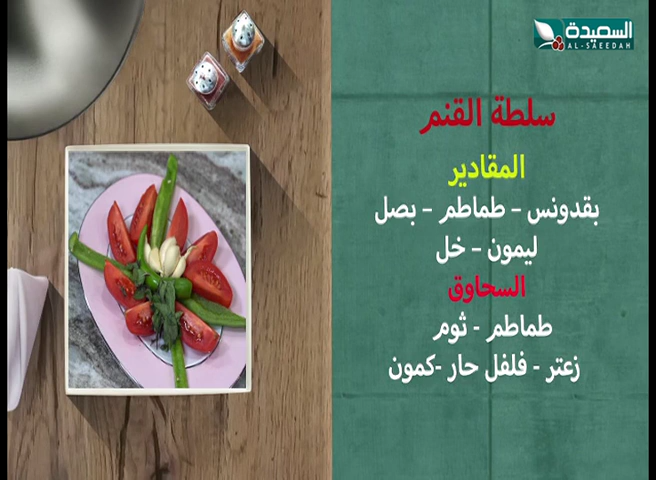 السعيدة
AL-SAEEDAH
سلطة القنم
المقادير
بقدونس – طماطم – بصل
ليمون – خل
السحاوق
طماطم - ثوم
زعتر - فلفل حار -كمون